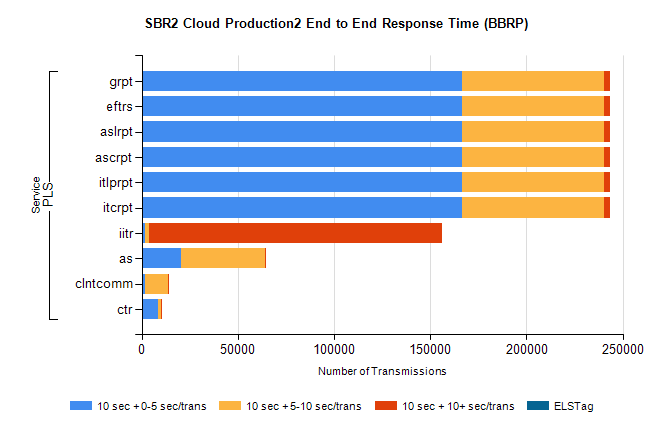 SBR2 Cloud Production2 End to End Response Time (BBRP)
grpt
eftrs
aslrpt
ascrpt
itlprpt
itcrpt
iitr
as
clntcomm
ctr
Service
PLS
0 50000 100000 150000 200000 250000
Number of Transmissions
10 sec +0-5 sec/trans 10 sec +5-10 sec/trans 10 sec + 10+ sec/trans ELSTag